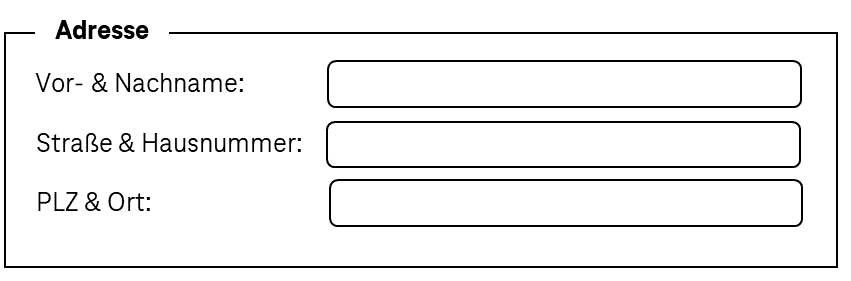 Adresse
Vor- & Nachname:
Straße & Hausnummer:
PLZ & Ort: